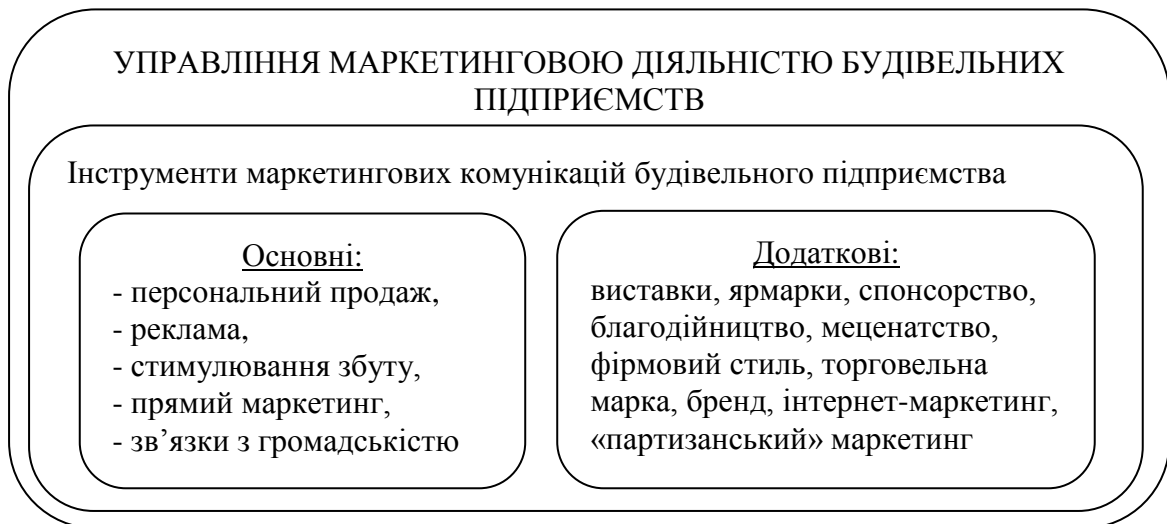 УПРАВЛІННЯ МАРКЕТИНГОВОЮ ДІЯЛЬНІСТЮ БУДІВЕЛЬНИХ
ПІДПРИЄМСТВ
Інструменти маркетингових комунікацій будівельного підприємства
Основні:
- персональний продаж,
- реклама,
- стимулювання збуту,
- прямий маркетинг,
- зв’язки з громадськістю
Додаткові:
виставки, ярмарки, спонсорство,
благодійництво, меценатство,
фірмовий стиль, торговельна
марка, бренд, інтернет-маркетинг,
«партизанський» маркетинг